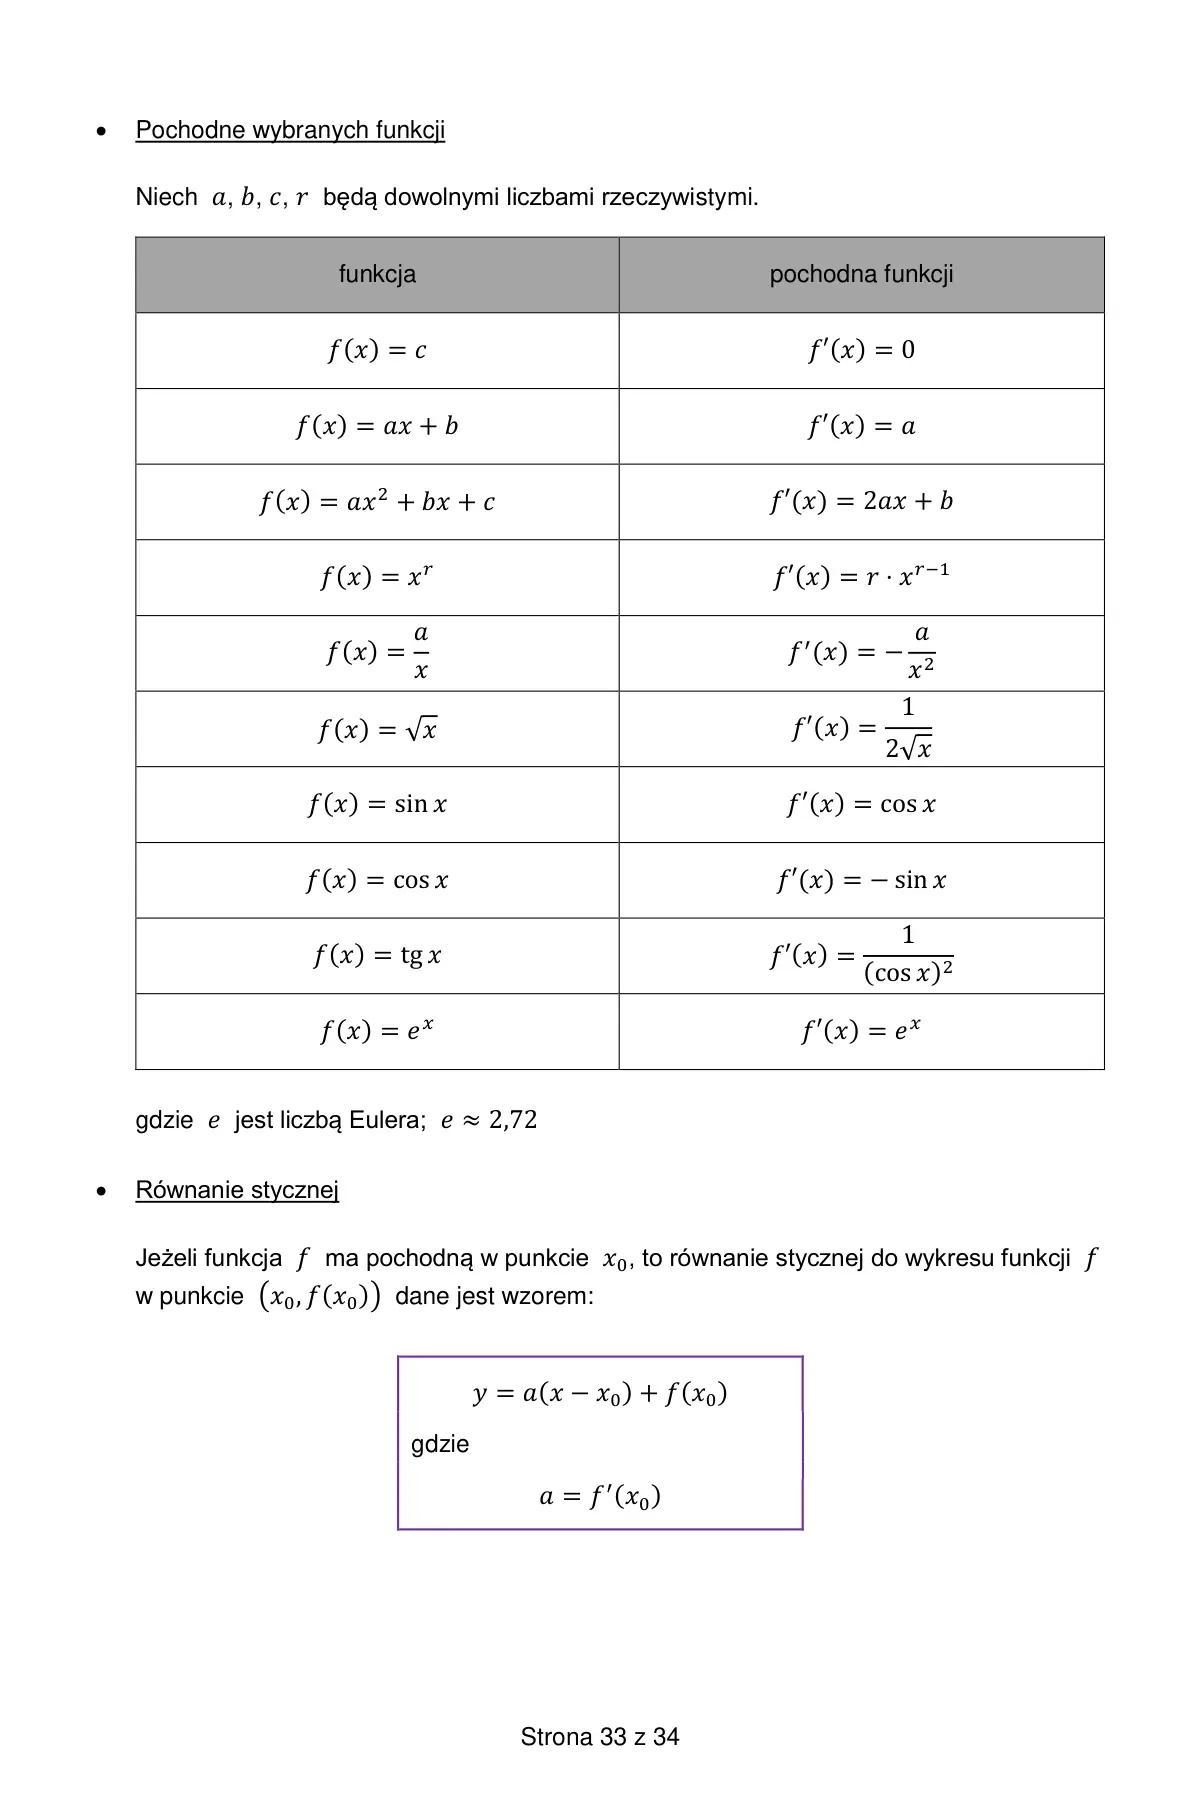 • Pochodne wybranych funkcji
Niech a, b, c, r będą dowolnymi liczbami rzeczywistymi.
funkcja | pochodna funkcji
f(x) = c | f′(x) = 0
f(x) = ax + b | f′(x) = a
f(x) = ax² + bx + c | f′(x) = 2ax + b
f(x) = x^r | f′(x) = r · x^(r−1)
f(x) = a/x | f′(x) = −a/x²
f(x) = √x | f′(x) = 1/(2√x)
f(x) = sin x | f′(x) = cos x
f(x) = cos x | f′(x) = − sin x
f(x) = tg x | f′(x) = 1/(cos x)²
f(x) = e^x | f′(x) = e^x
gdzie e jest liczbą Eulera; e ≈ 2,72
• Równanie stycznej
Jeżeli funkcja f ma pochodną w punkcie x₀, to równanie stycznej do wykresu funkcji f
w punkcie (x₀, f(x₀)) dane jest wzorem:
y = a(x − x₀) + f(x₀)
gdzie
a = f′(x₀)
Strona 33 z 34